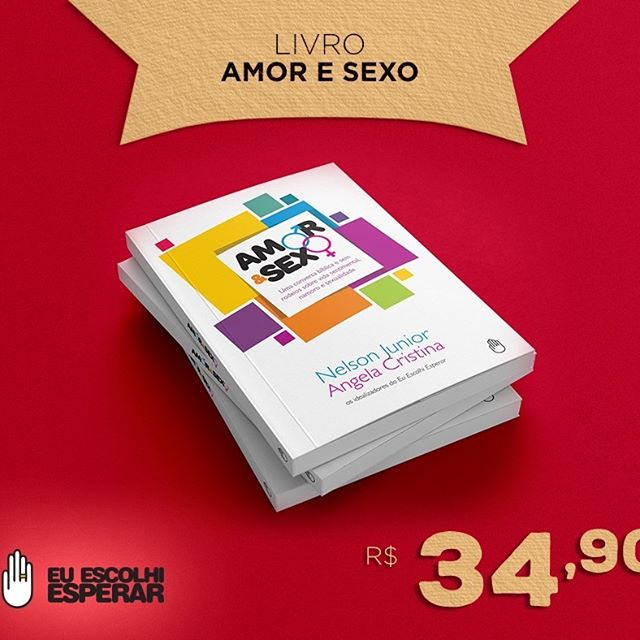 LIVRO
AMOR E SEXO
AMOR
&SEXO
Uma conversa bíblica e sem
rodeios sobre vida sentimental,
namoro e sexualidade
Nelson Junior
Angela Cristina
os idealizadores do Eu Escolhi Esperar
EU ESCOLHI
ESPERAR
R$ 34,90